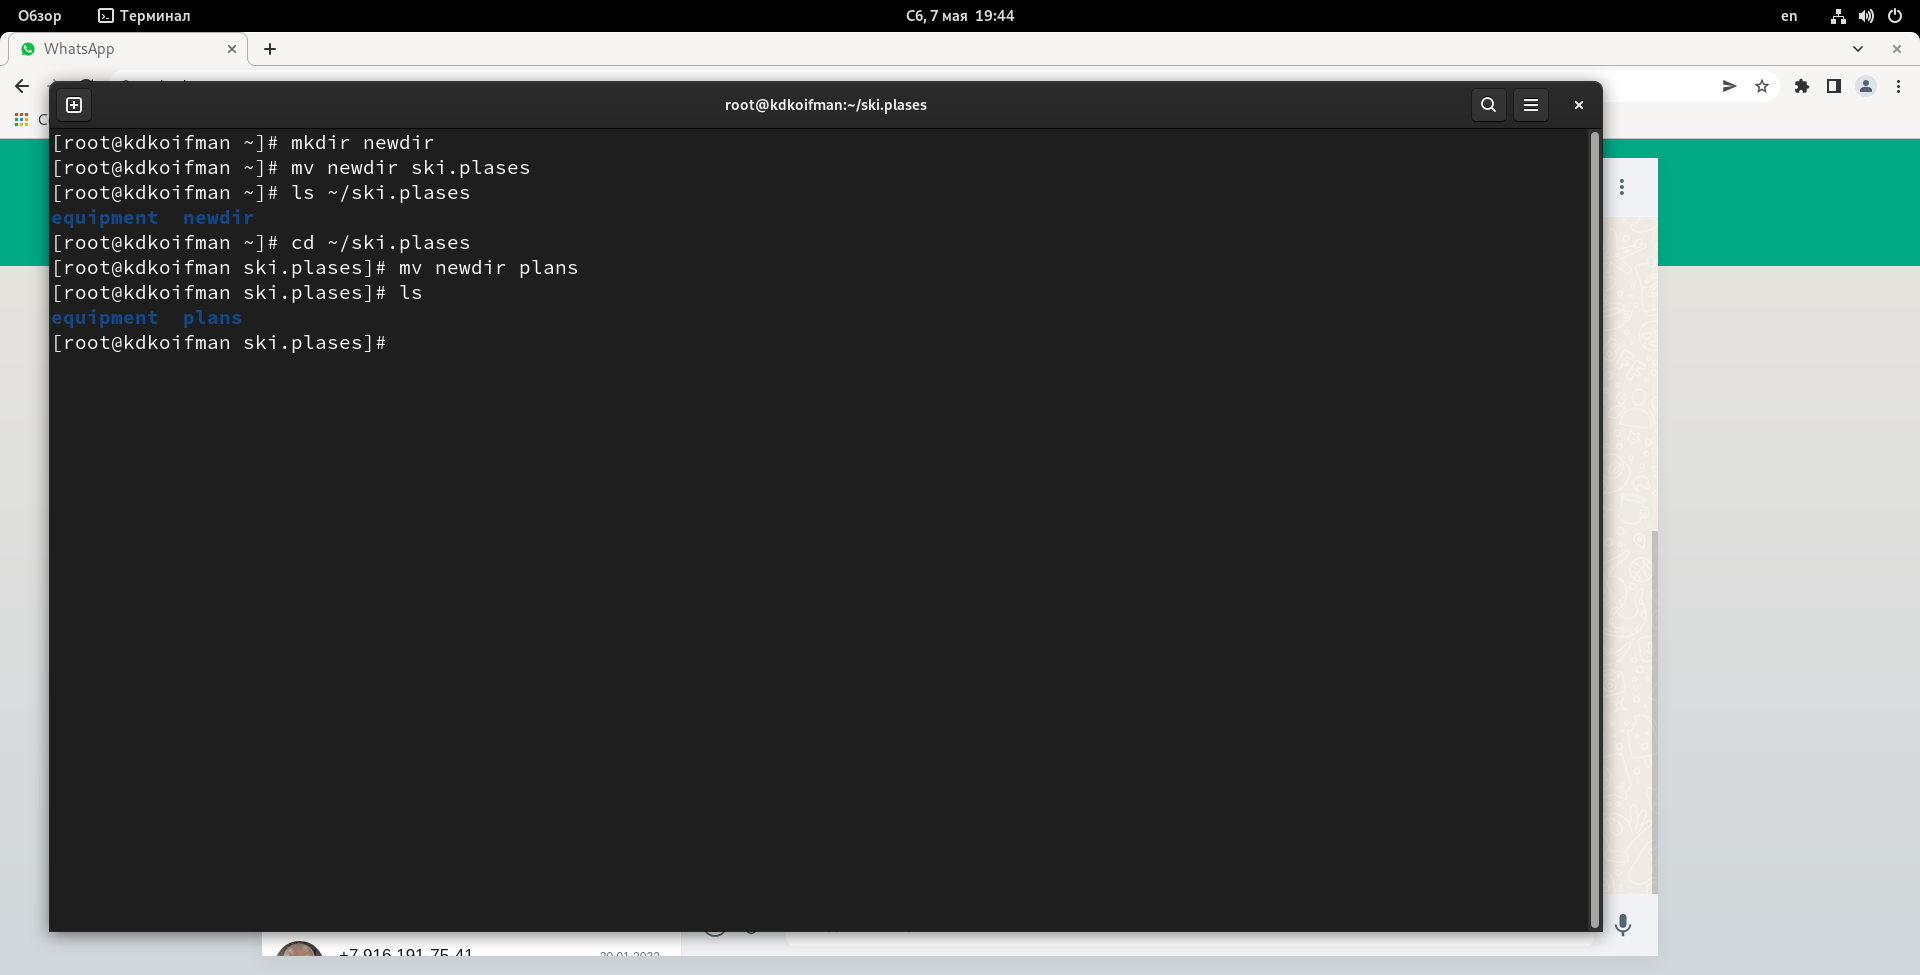 Обзор Терминал Сб, 7 мая 19:44 en
WhatsApp
root@kdkoifman:~/ski.plases
[root@kdkoifman ~]# mkdir newdir
[root@kdkoifman ~]# mv newdir ski.plases
[root@kdkoifman ~]# ls ~/ski.plases
equipment newdir
[root@kdkoifman ~]# cd ~/ski.plases
[root@kdkoifman ski.plases]# mv newdir plans
[root@kdkoifman ski.plases]# ls
equipment plans
[root@kdkoifman ski.plases]#
+7 916 191-75-41